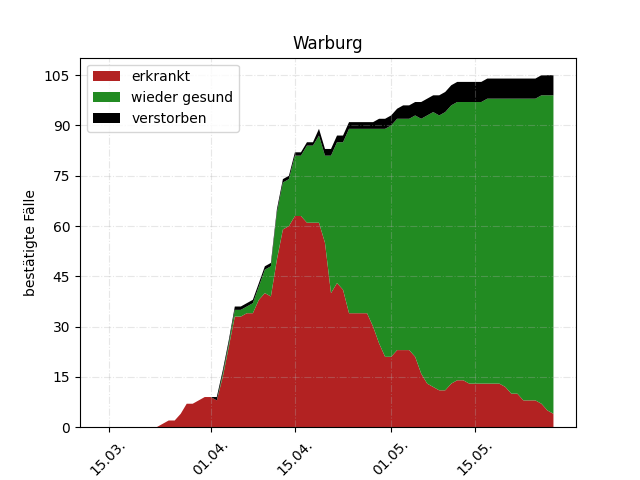 Warburg
erkrankt
wieder gesund
verstorben
bestätigte Fälle
105
90
75
60
45
30
15
0
15.03.
01.04.
15.04.
01.05.
15.05.